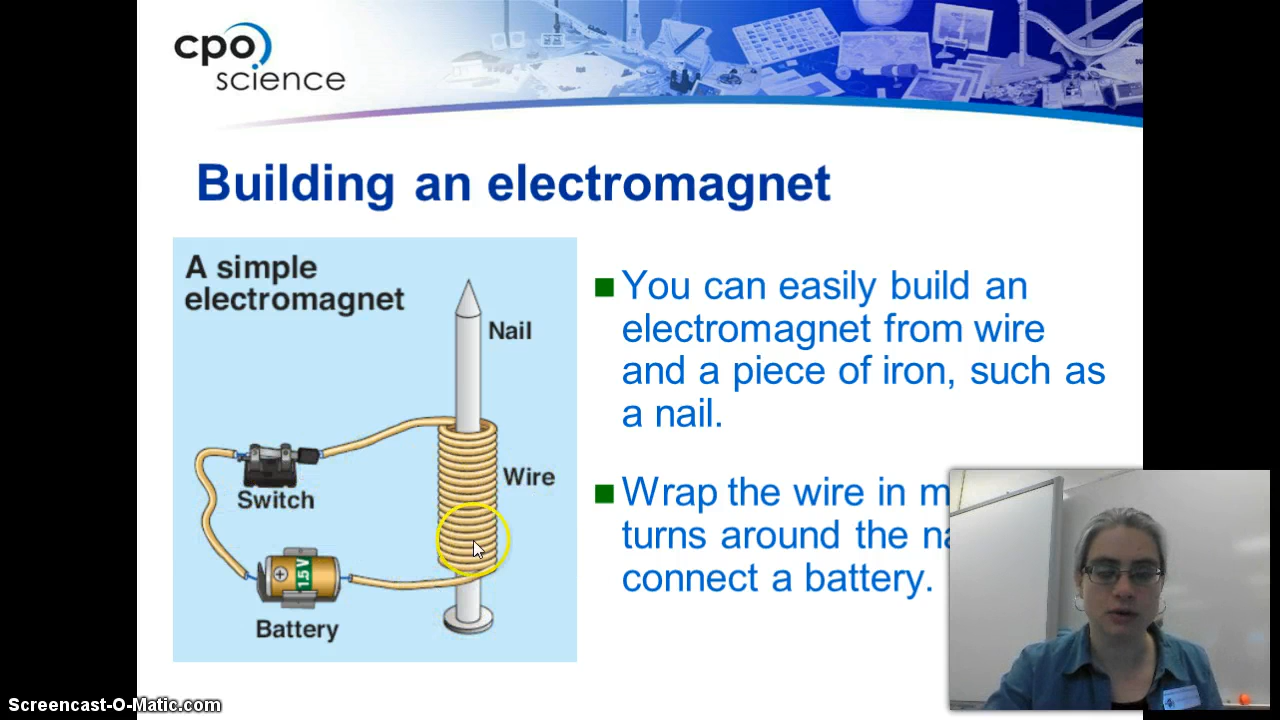 cpo
science
Building an electromagnet
A simple
electromagnet
Nail
Wire
Switch
+
1.5 V
Battery
■ You can easily build an
electromagnet from wire
and a piece of iron, such as
a nail.
■ Wrap the wire in m
turns around the na
connect a battery.
Screencast-O-Matic.com